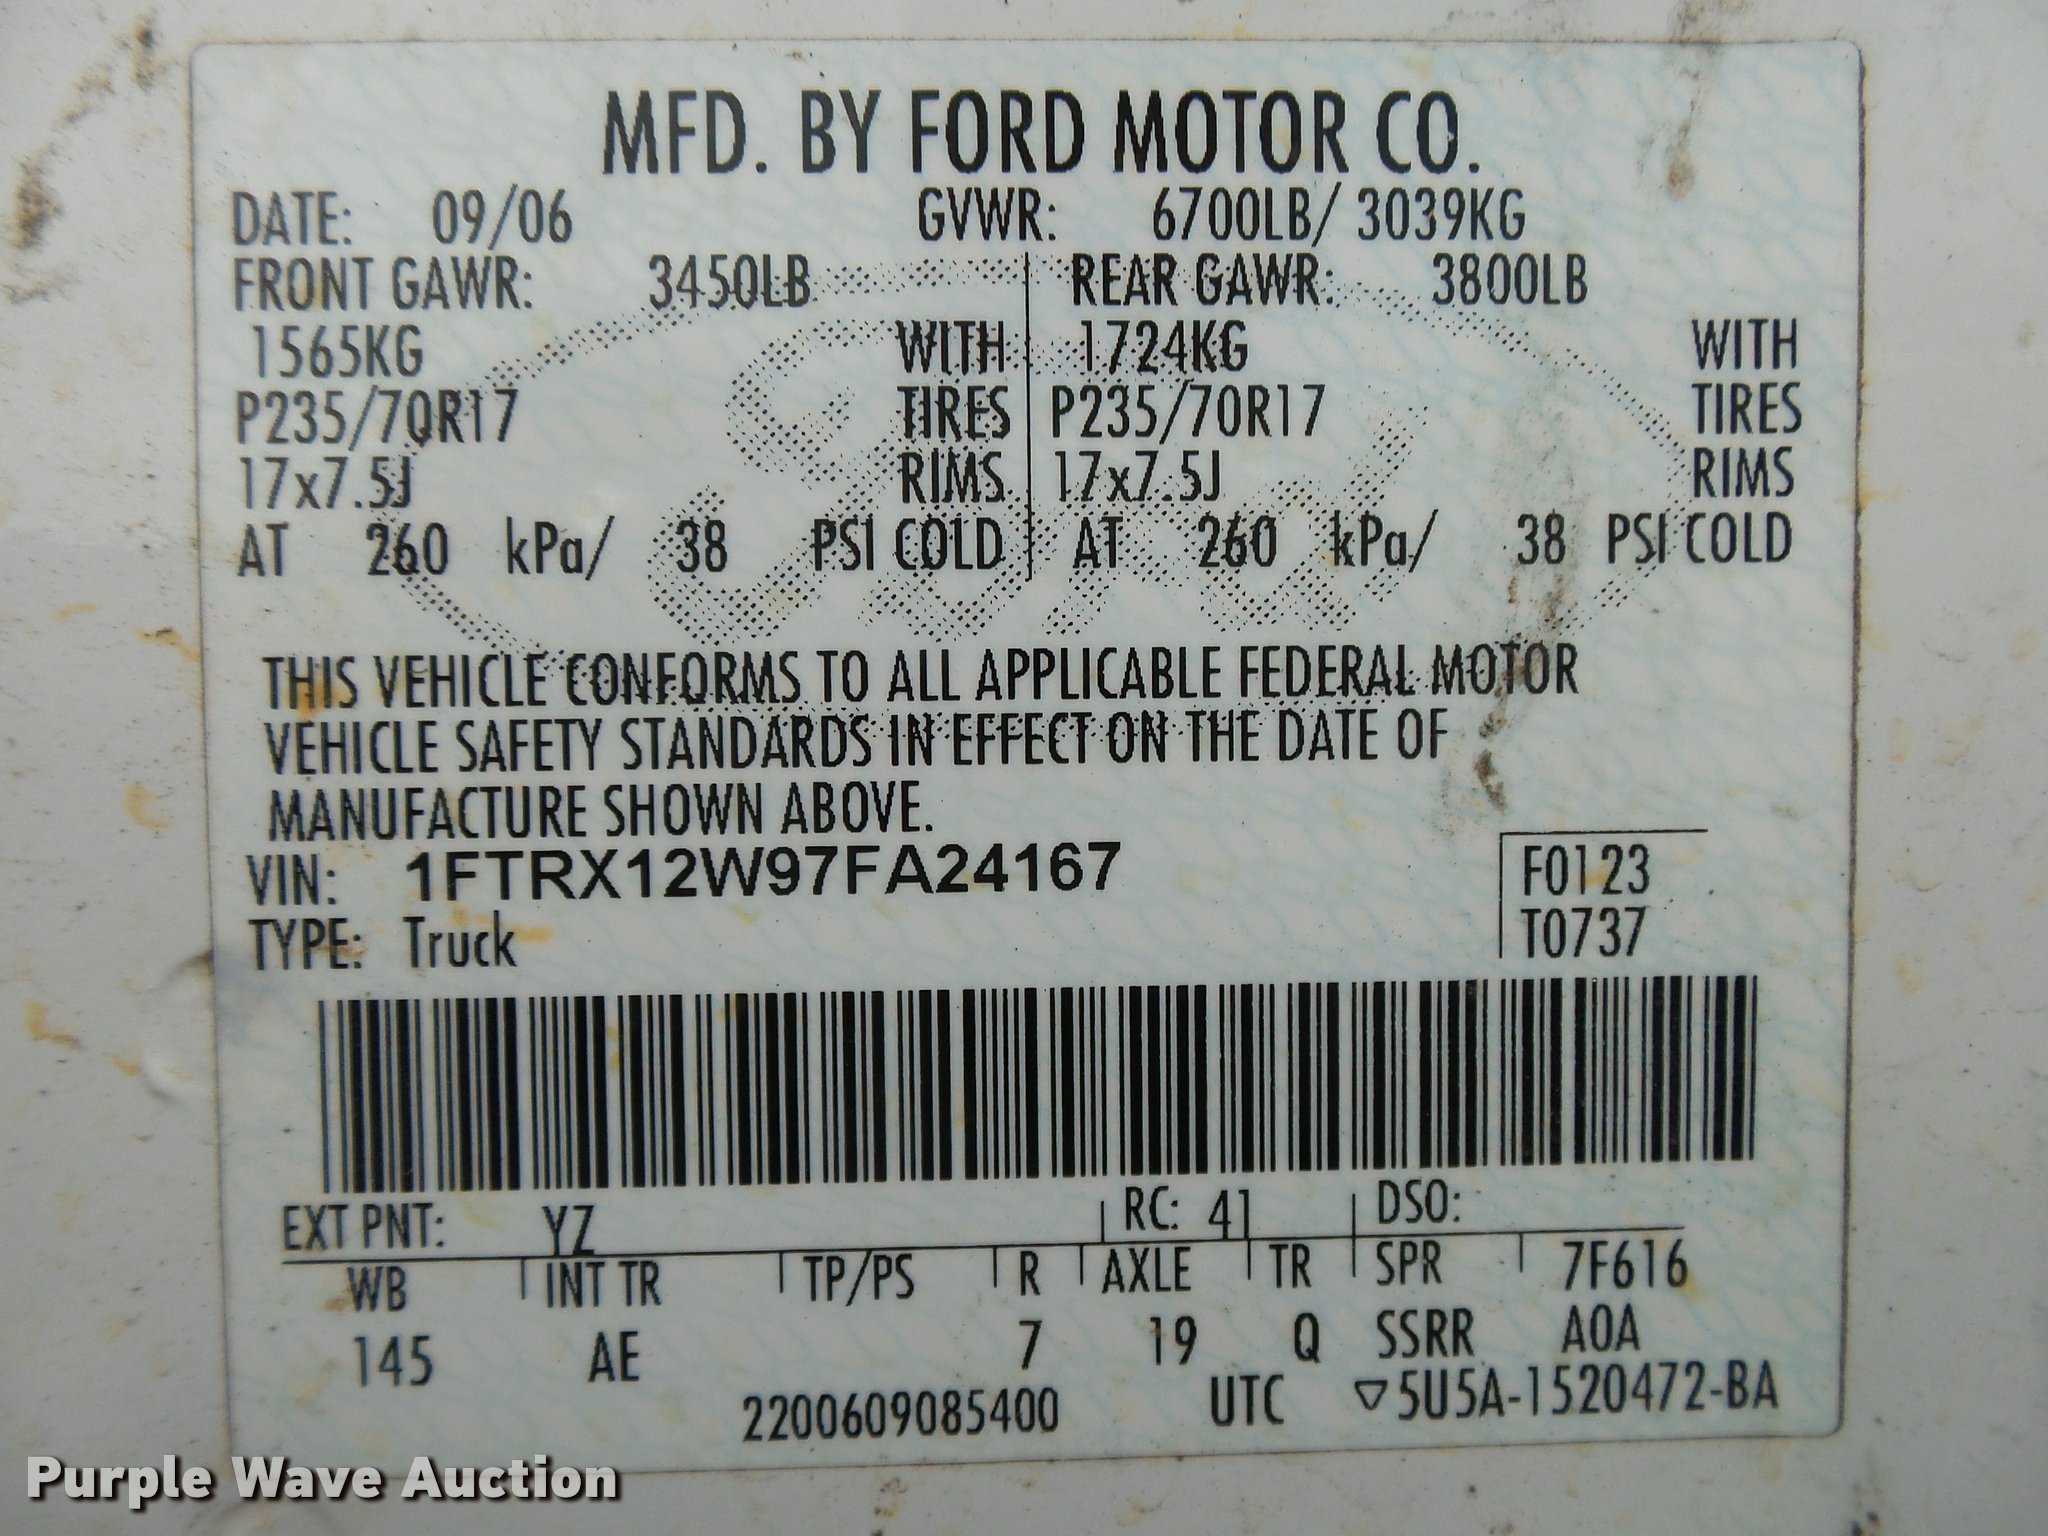 MFD. BY FORD MOTOR CO.
DATE: 09/06 GVWR: 6700LB/ 3039KG
FRONT GAWR: 3450LB REAR GAWR: 3800LB
1565KG WITH 1724KG WITH
P235/70R17 TIRES P235/70R17 TIRES
17x7.5J RIMS 17x7.5J RIMS
AT 260 kPa/ 38 PSI COLD AT 260 kPa/ 38 PSI COLD
THIS VEHICLE CONFORMS TO ALL APPLICABLE FEDERAL MOTOR
VEHICLE SAFETY STANDARDS IN EFFECT ON THE DATE OF
MANUFACTURE SHOWN ABOVE.
VIN: 1FTRX12W97FA24167 F0123
TYPE: Truck T0737
EXT PNT: YZ RC: 41 DSO:
WB INT TR TP/PS R AXLE TR SPR 7F616
145 AE 7 19 Q SSRR A0A
2200609085400 UTC ▽5U5A-1520472-BA
Purple Wave Auction